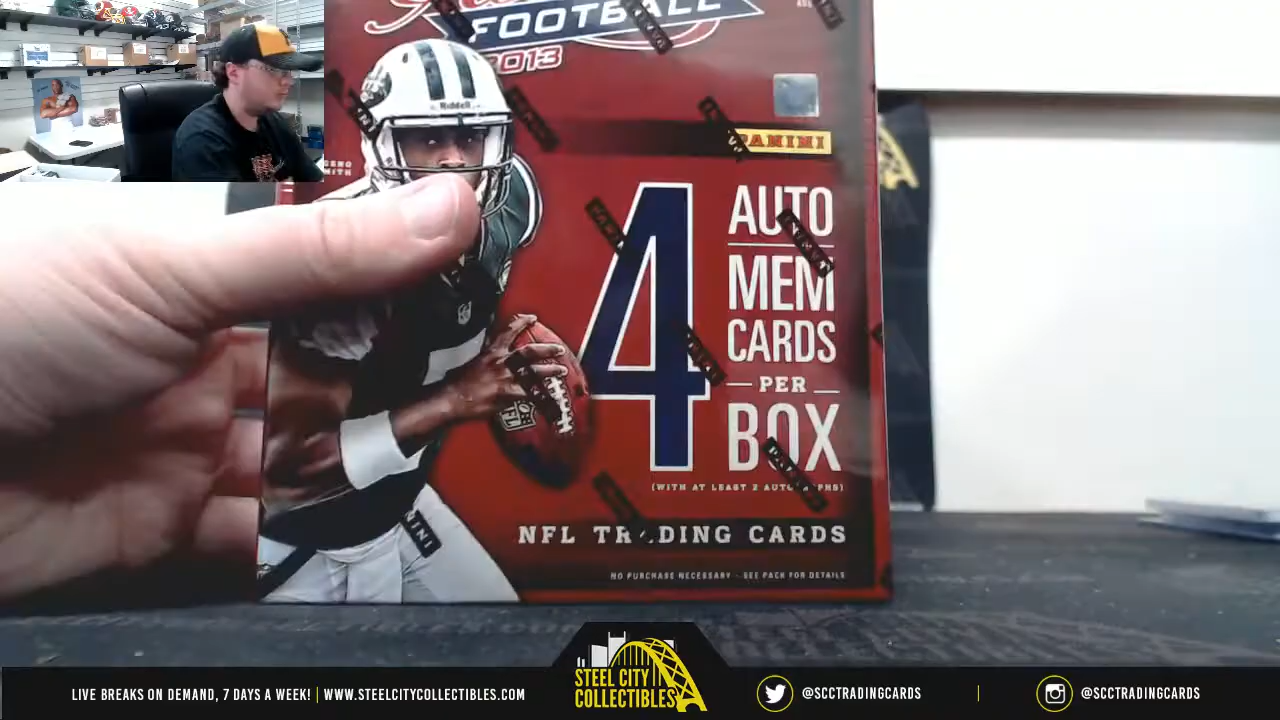 FOOTBALL
2013
Riddell
PANINI
4
AUTO
MEM
CARDS
PER
BOX
(WITH AT LEAST 2 AUTOGRAPHS)
NFL TRADING CARDS
NO PURCHASE NECESSARY - SEE PACK FOR DETAILS
LIVE BREAKS ON DEMAND, 7 DAYS A WEEK! | WWW.STEELCITYCOLLECTIBLES.COM
STEEL CITY
COLLECTIBLES
@SCCTRADINGCARDS
@SCCTRADINGCARDS